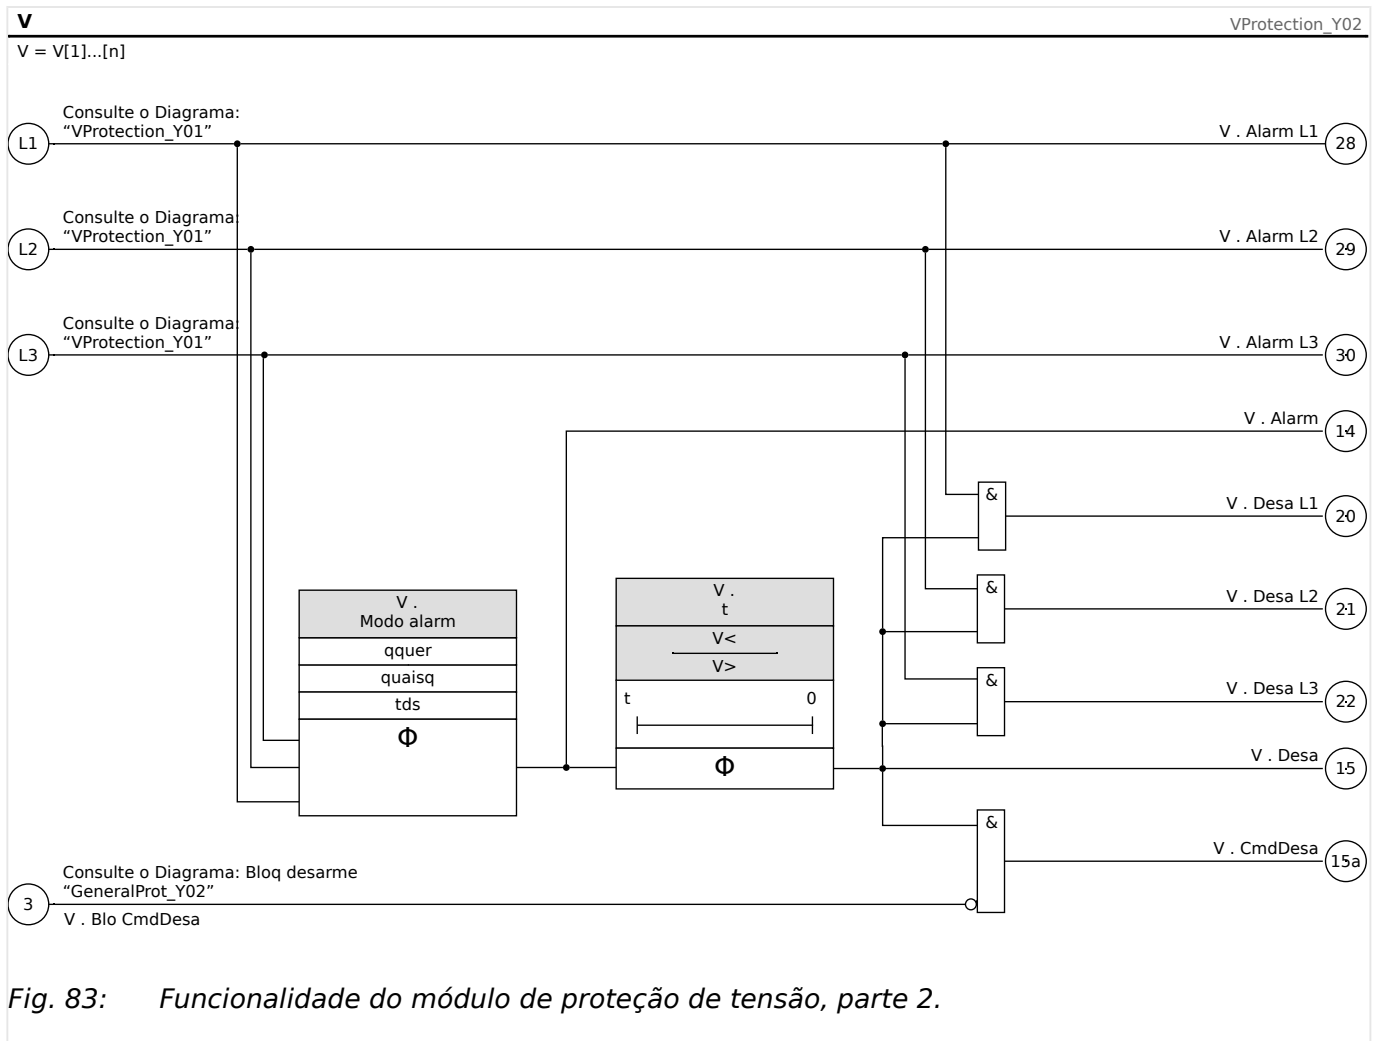 V
VProtection_Y02
V = V[1]...[n]
Consulte o Diagrama:
“VProtection_Y01”
L1
V . Alarm L1
28
Consulte o Diagrama:
“VProtection_Y01”
L2
V . Alarm L2
29
Consulte o Diagrama:
“VProtection_Y01”
L3
V . Alarm L3
30
V . Alarm
14
&
V . Desa L1
20
&
V . Desa L2
21
V .
Modo alarm
qquer
quaisq
tds
Φ
V .
t
V<
V>
t 0
Φ
&
V . Desa L3
22
V . Desa
15
&
V . CmdDesa
15a
Consulte o Diagrama: Bloq desarme
“GeneralProt_Y02”
3
V . Blo CmdDesa
Fig. 83: Funcionalidade do módulo de proteção de tensão, parte 2.